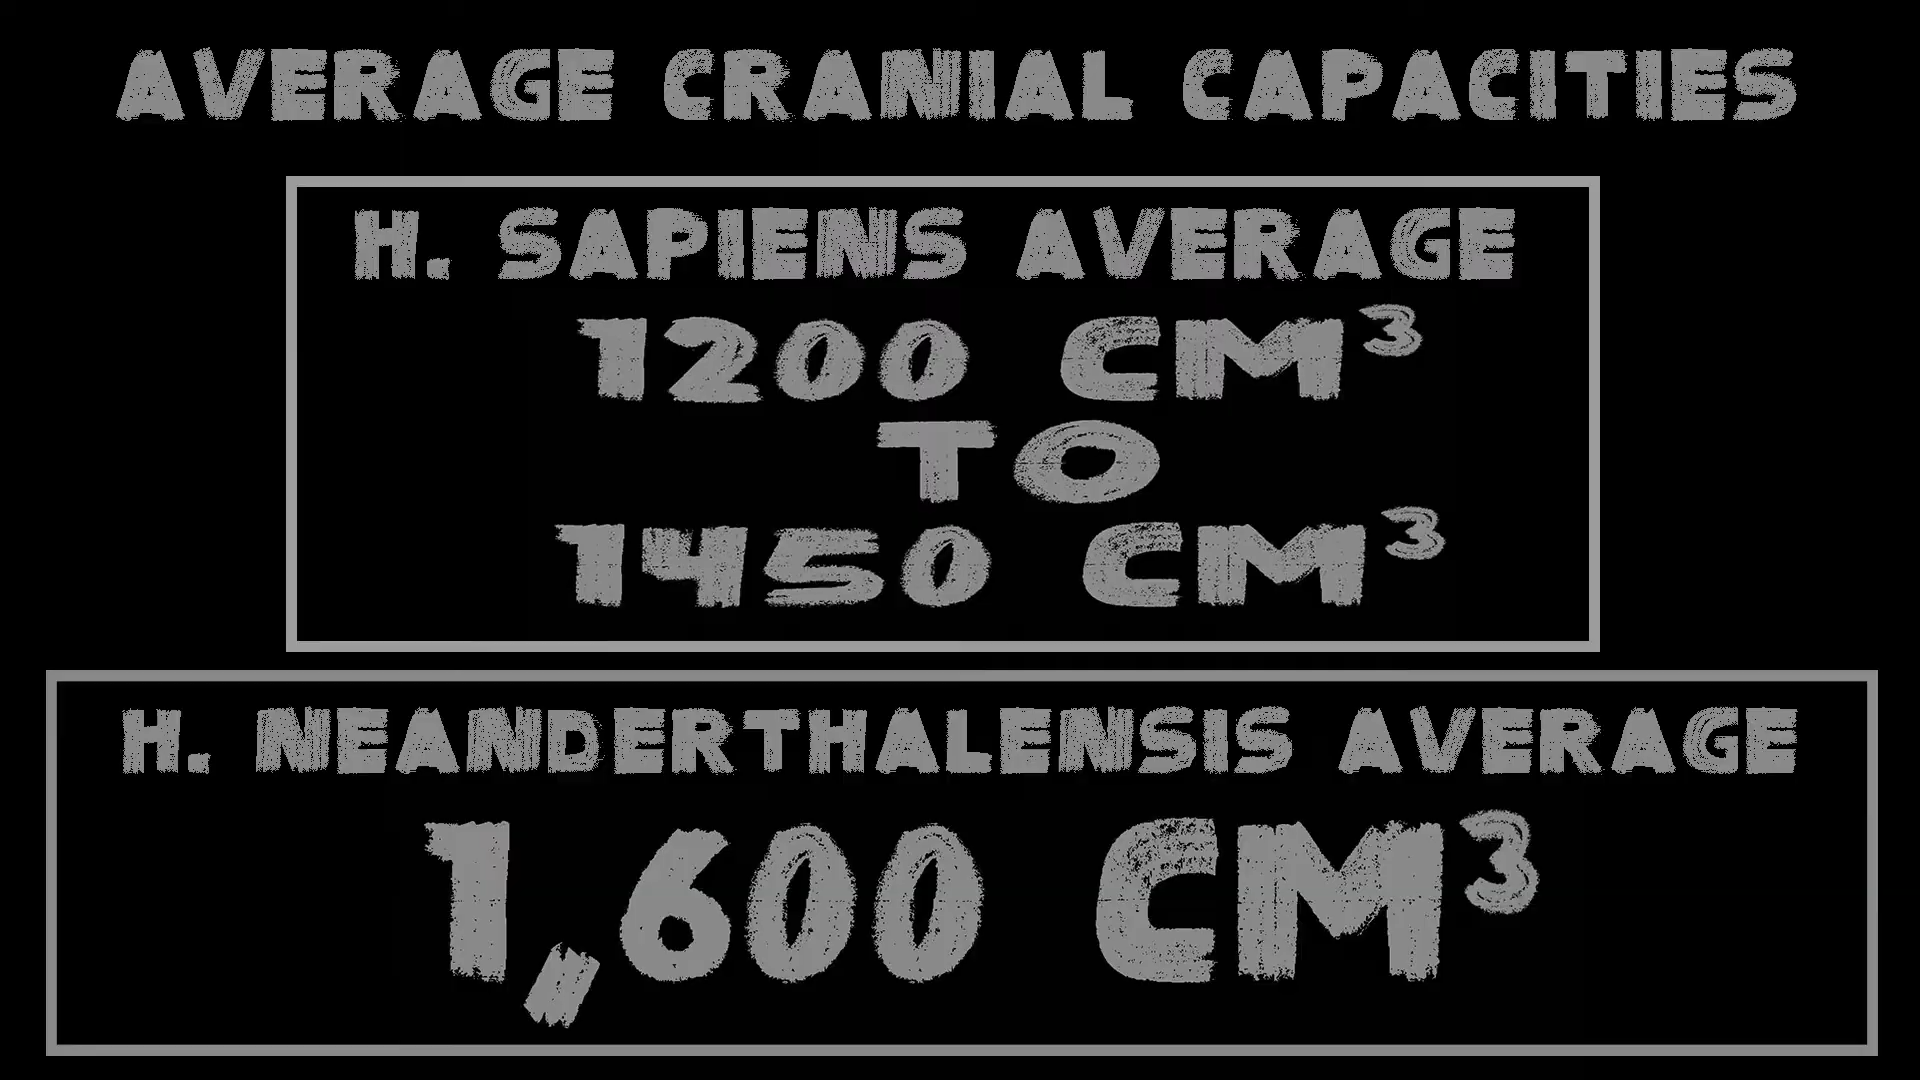 AVERAGE CRANIAL CAPACITIES
H. SAPIENS AVERAGE
1200 CM³
TO
1450 CM³
H. NEANDERTHALENSIS AVERAGE
1,600 CM³